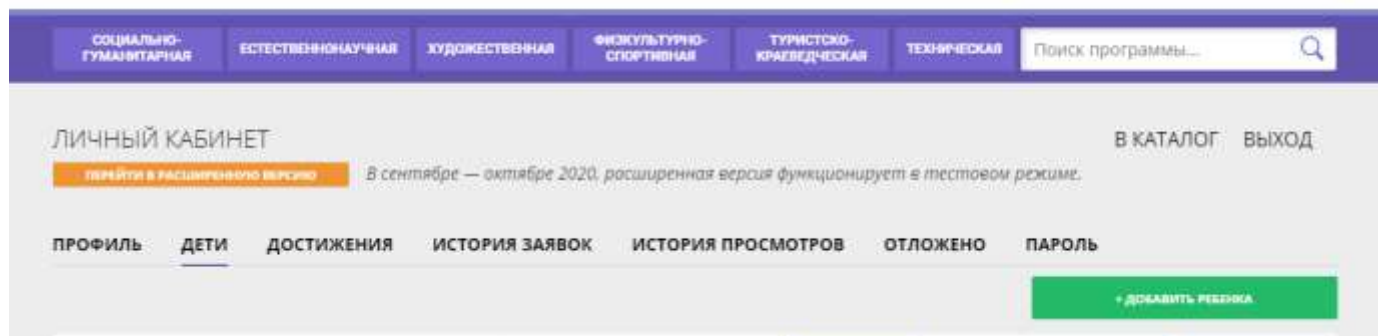 СОЦИАЛЬНО-
ГУМАНИТАРНАЯ
ЕСТЕСТВЕННОНАУЧНАЯ
ХУДОЖЕСТВЕННАЯ
ФИЗКУЛЬТУРНО-
СПОРТИВНАЯ
ТУРИСТСКО-
КРАЕВЕДЧЕСКАЯ
ТЕХНИЧЕСКАЯ
Поиск программы...
ЛИЧНЫЙ КАБИНЕТ
В КАТАЛОГ ВЫХОД
ПЕРЕЙТИ В РАСШИРЕННУЮ ВЕРСИЮ
В сентябре — октябре 2020, расширенная версия функционирует в тестовом режиме.
ПРОФИЛЬ ДЕТИ ДОСТИЖЕНИЯ ИСТОРИЯ ЗАЯВОК ИСТОРИЯ ПРОСМОТРОВ ОТЛОЖЕНО ПАРОЛЬ
+ ДОБАВИТЬ РЕБЕНКА